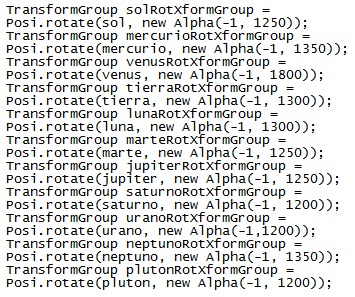 TransformGroup solRotXformGroup =
Posi.rotate(sol, new Alpha(-1, 1250));
TransformGroup mercurioRotXformGroup =
Posi.rotate(mercurio, new Alpha(-1, 1350));
TransformGroup venusRotXformGroup =
Posi.rotate(venus, new Alpha(-1, 1800));
TransformGroup tierraRotXformGroup =
Posi.rotate(tierra, new Alpha(-1, 1300));
TransformGroup lunaRotXformGroup =
Posi.rotate(luna, new Alpha(-1, 1300));
TransformGroup marteRotXformGroup =
Posi.rotate(marte, new Alpha(-1, 1250));
TransformGroup jupiterRotXformGroup =
Posi.rotate(jupiter, new Alpha(-1, 1250));
TransformGroup saturnoRotXformGroup =
Posi.rotate(saturno, new Alpha(-1, 1200));
TransformGroup uranoRotXformGroup =
Posi.rotate(urano, new Alpha(-1,1200));
TransformGroup neptunoRotXformGroup =
Posi.rotate(neptuno, new Alpha(-1, 1350));
TransformGroup plutonRotXformGroup =
Posi.rotate(pluton, new Alpha(-1, 1200));